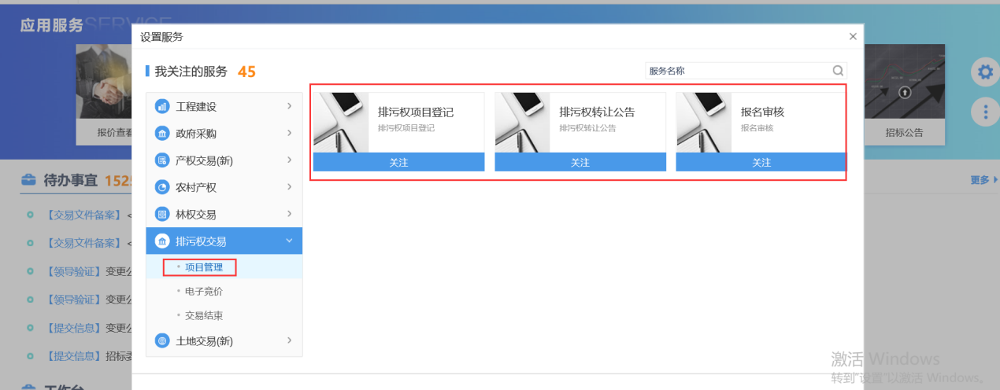 应用服务SERVICE
设置服务
我关注的服务 45
服务名称
工程建设
政府采购
产权交易(新)
农村产权
林权交易
排污权交易
项目管理
电子竞价
交易结束
土地交易(新)
排污权项目登记
排污权项目登记
关注
排污权转让公告
排污权转让公告
关注
报名审核
报名审核
关注
报价查看
招标公告
待办事宜 1525
更多
【交易文件备案】<
【交易文件备案】<
【领导验证】变更公
【领导验证】变更公
【提交信息】变更公
【提交信息】招标委
工作台
激活 Windows
转到"设置"以激活 Windows。